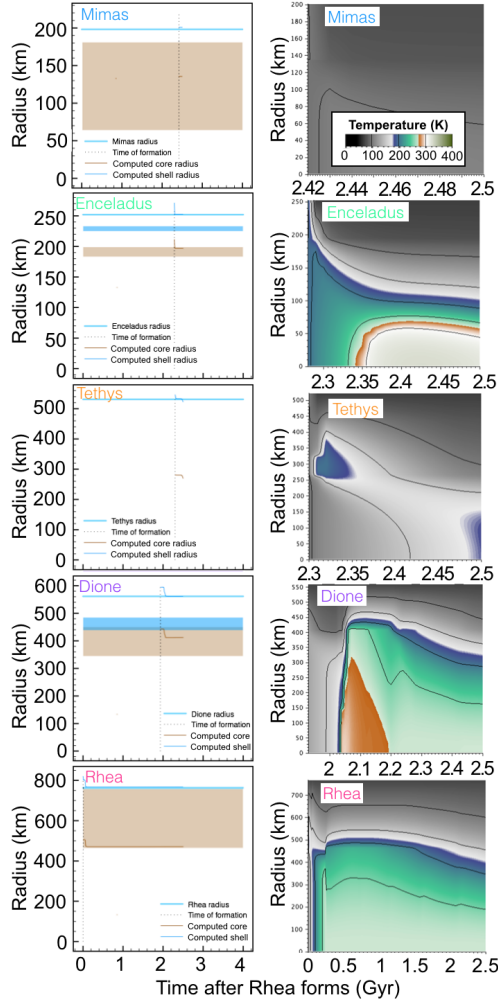 Mimas
Radius (km)
200
150
100
50
0
Mimas radius
Time of formation
Computed core radius
Computed shell radius
0
1
2
3
4
Mimas
Radius (km)
200
180
160
140
120
100
80
60
40
20
0
Temperature (K)
0 100 200 300 400
2.42 2.44 2.46 2.48 2.5
Enceladus
Radius (km)
250
200
150
100
50
0
Enceladus radius
Time of formation
Computed core radius
Computed shell radius
Enceladus
Radius (km)
250
200
150
100
50
0
2.3 2.35 2.4 2.45 2.5
Tethys
Radius (km)
500
400
300
200
100
0
Tethys radius
Time of formation
Computed core radius
Computed shell radius
Tethys
Radius (km)
500
450
400
350
300
250
200
150
100
50
0
2.3 2.35 2.4 2.45 2.5
Dione
Radius (km)
600
500
400
300
200
100
0
Dione radius
Time of formation
Computed core
Computed shell
Dione
Radius (km)
550
500
450
400
350
300
250
200
150
100
50
0
2 2.1 2.2 2.3 2.4 2.5
Rhea
Radius (km)
800
600
400
200
0
Rhea radius
Time of formation
Computed core
Computed shell
0 1 2 3 4
Rhea
Radius (km)
700
600
500
400
300
200
100
0
0 0.5 1 1.5 2 2.5
Time after Rhea forms (Gyr)